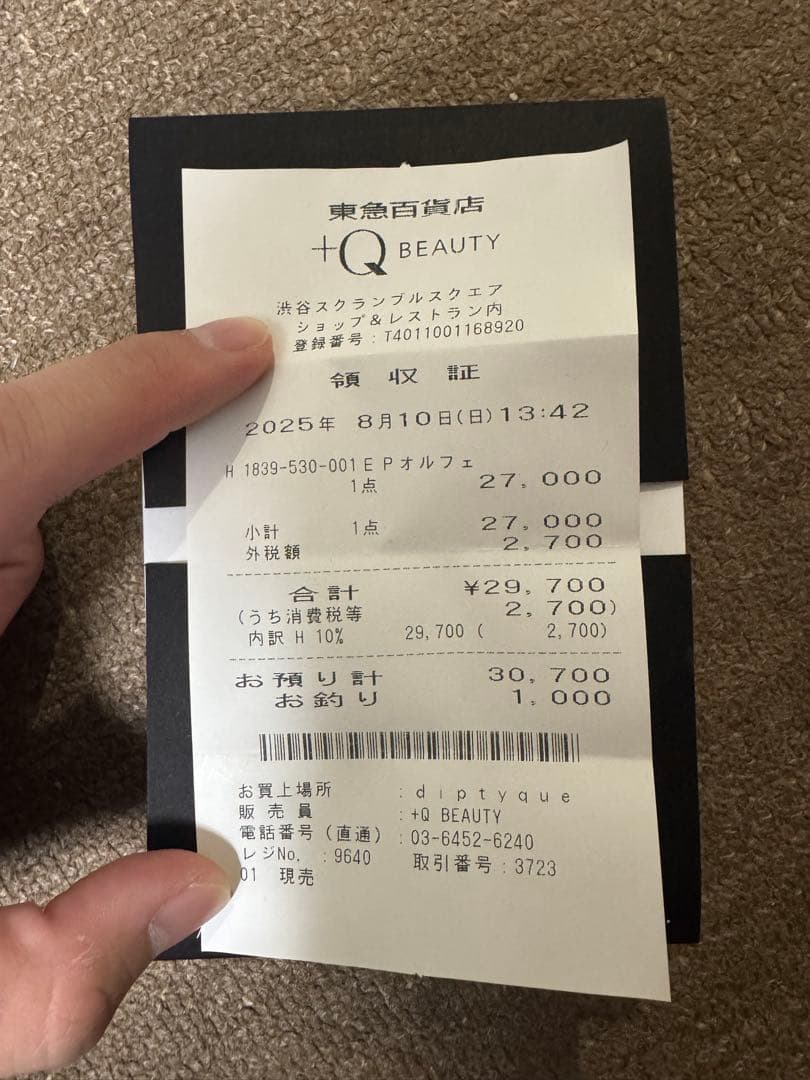 東急百貨店
+Q BEAUTY
渋谷スクランブルスクエア
ショップ&レストラン内
登録番号:T4011001168920
領 収 証
2025年 8月10日(日)13:42
H 1839-530-001EPオルフェ
1点 27,000
小計 1点 27,000
外税額 2,700
合計 ¥29,700
(うち消費税等 2,700)
内訳 H 10% 29,700 ( 2,700)
お預り計 30,700
お釣り 1,000
お買上場所 :diptyque
販売員 :+Q BEAUTY
電話番号(直通):03-6452-6240
レジNo. :9640 取引番号:3723
01 現売